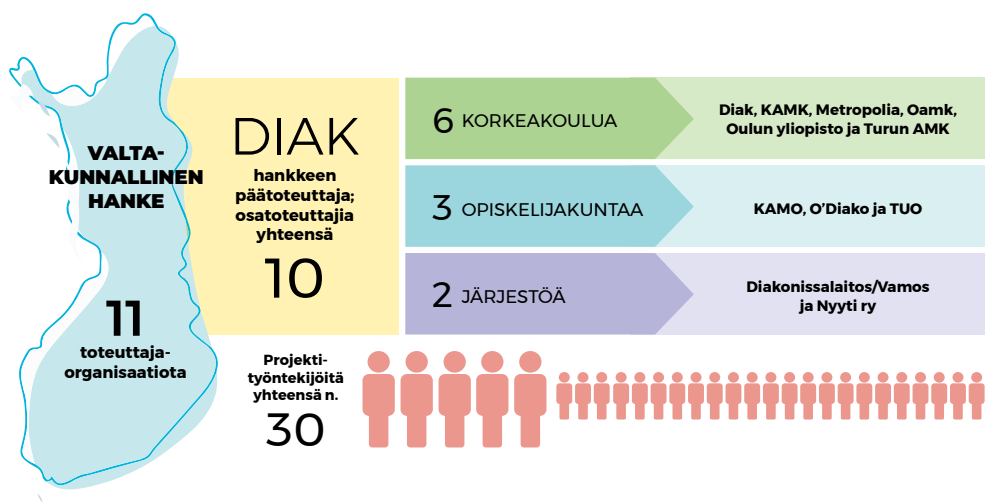 VALTA-
KUNNALLINEN
HANKE
11
toteuttaja-
organisaatiota
DIAK
hankkeen
päätoteuttaja;
osatoteuttajia
yhteensä
10
6 KORKEAKOULUA
Diak, KAMK, Metropolia, Oamk,
Oulun yliopisto ja Turun AMK
3 OPISKELIJAKUNTAA
KAMO, O’Diako ja TUO
2 JÄRJESTÖÄ
Diakonissalaitos/Vamos
ja Nyyti ry
Projekti-
työntekijöitä
yhteensä n.
30